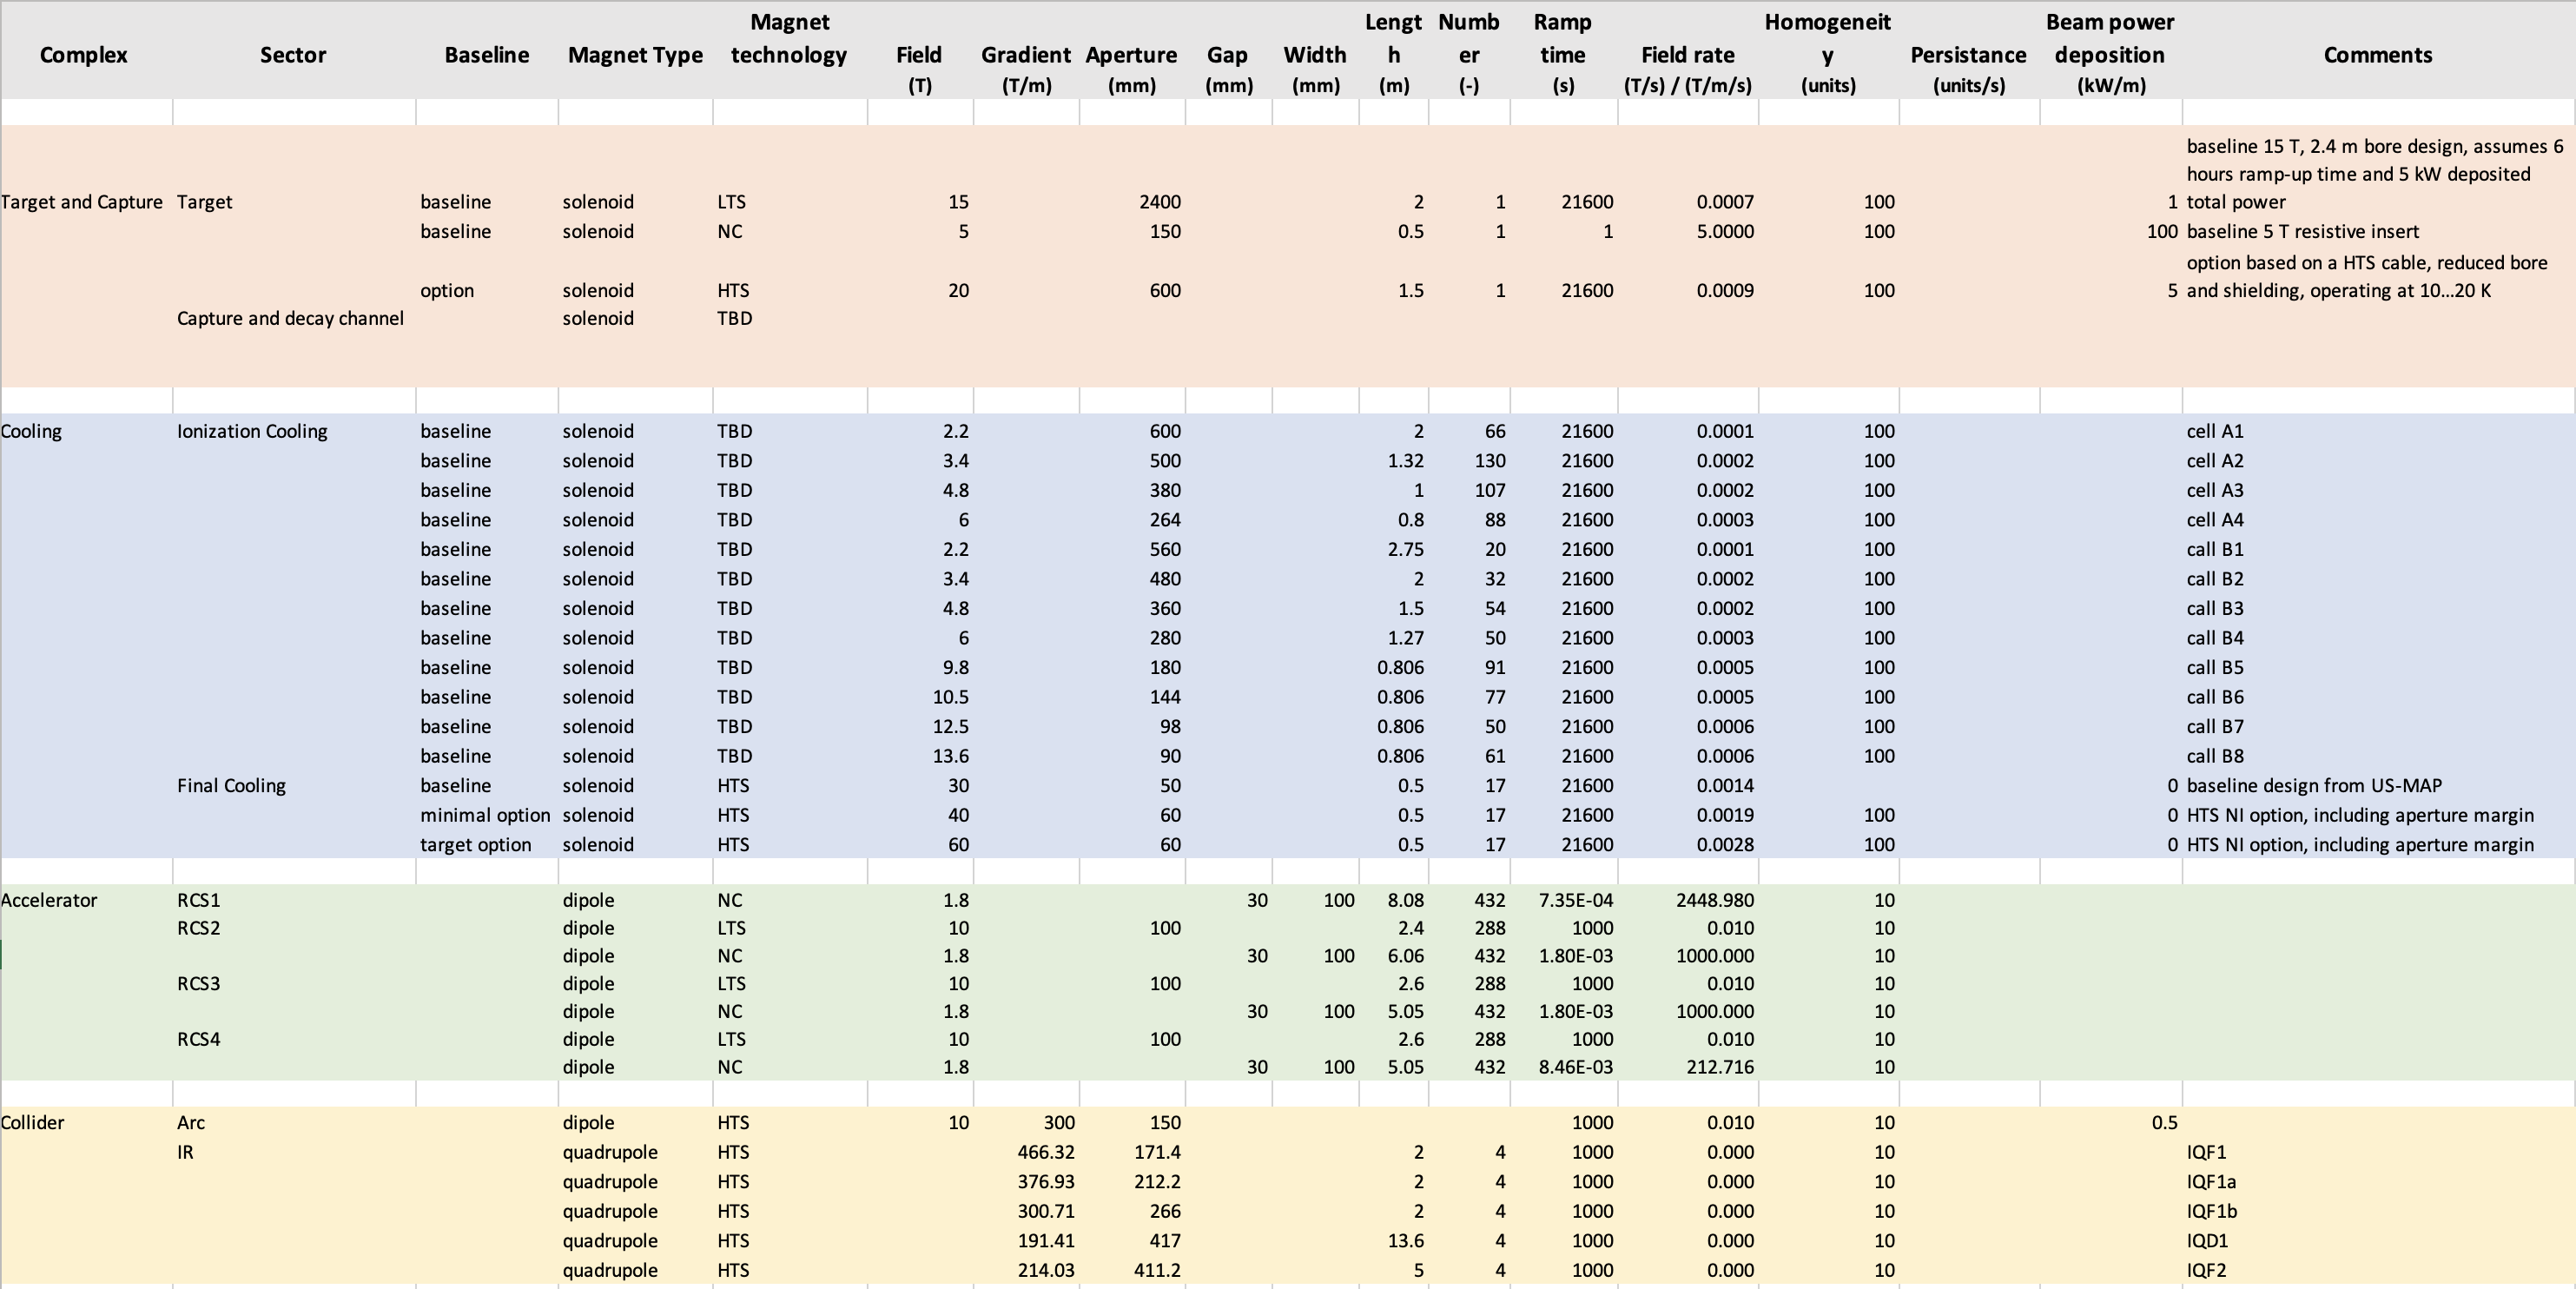 Complex Sector Baseline Magnet Type Magnet technology Field (T) Gradient (T/m) Aperture (mm) Gap (mm) Width (mm) Lengt h (m) Numb er (-) Ramp time (s) Field rate (T/s) / (T/m/s) Homogeneit y (units) Persistance (units/s) Beam power deposition (kW/m) Comments
Target and Capture Target baseline solenoid LTS 15 2400 2 1 21600 0.0007 100 1 baseline 15 T, 2.4 m bore design, assumes 6 hours ramp-up time and 5 kW deposited total power
baseline solenoid NC 5 150 0.5 1 1 5.0000 100 100 baseline 5 T resistive insert
option solenoid HTS 20 600 1.5 1 21600 0.0009 100 5 option based on a HTS cable, reduced bore and shielding, operating at 10...20 K
Capture and decay channel solenoid TBD
Cooling Ionization Cooling baseline solenoid TBD 2.2 600 2 66 21600 0.0001 100 cell A1
baseline solenoid TBD 3.4 500 1.32 130 21600 0.0002 100 cell A2
baseline solenoid TBD 4.8 380 1 107 21600 0.0002 100 cell A3
baseline solenoid TBD 6 264 0.8 88 21600 0.0003 100 cell A4
baseline solenoid TBD 2.2 560 2.75 20 21600 0.0001 100 call B1
baseline solenoid TBD 3.4 480 2 32 21600 0.0002 100 call B2
baseline solenoid TBD 4.8 360 1.5 54 21600 0.0002 100 call B3
baseline solenoid TBD 6 280 1.27 50 21600 0.0003 100 call B4
baseline solenoid TBD 9.8 180 0.806 91 21600 0.0005 100 call B5
baseline solenoid TBD 10.5 144 0.806 77 21600 0.0005 100 call B6
baseline solenoid TBD 12.5 98 0.806 50 21600 0.0006 100 call B7
baseline solenoid TBD 13.6 90 0.806 61 21600 0.0006 100 call B8
Final Cooling baseline solenoid HTS 30 50 0.5 17 21600 0.0014 0 baseline design from US-MAP
minimal option solenoid HTS 40 60 0.5 17 21600 0.0019 100 0 HTS NI option, including aperture margin
target option solenoid HTS 60 60 0.5 17 21600 0.0028 100 0 HTS NI option, including aperture margin
Accelerator RCS1 dipole NC 1.8 30 100 8.08 432 7.35E-04 2448.980 10
RCS2 dipole LTS 10 100 2.4 288 1000 0.010 10
dipole NC 1.8 30 100 6.06 432 1.80E-03 1000.000 10
RCS3 dipole LTS 10 100 2.6 288 1000 0.010 10
dipole NC 1.8 30 100 5.05 432 1.80E-03 1000.000 10
RCS4 dipole LTS 10 100 2.6 288 1000 0.010 10
dipole NC 1.8 30 100 5.05 432 8.46E-03 212.716 10
Collider Arc dipole HTS 10 300 150 1000 0.010 10 0.5
IR quadrupole HTS 466.32 171.4 2 4 1000 0.000 10 IQF1
quadrupole HTS 376.93 212.2 2 4 1000 0.000 10 IQF1a
quadrupole HTS 300.71 266 2 4 1000 0.000 10 IQF1b
quadrupole HTS 191.41 417 13.6 4 1000 0.000 10 IQD1
quadrupole HTS 214.03 411.2 5 4 1000 0.000 10 IQF2